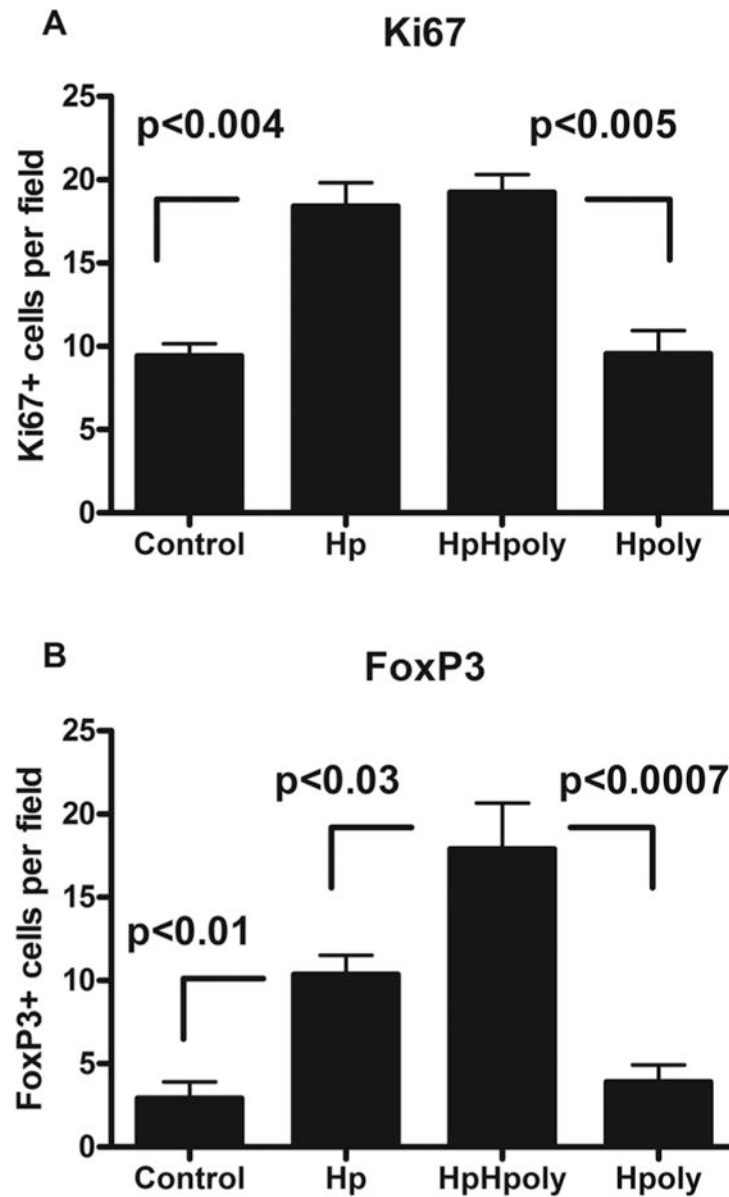 A
Ki67
Ki67+ cells per field
25
20
15
10
5
0
p<0.004
p<0.005
Control Hp HpHpoly Hpoly
B
FoxP3
FoxP3+ cells per field
25
20
15
10
5
0
p<0.01
p<0.03
p<0.0007
Control Hp HpHpoly Hpoly